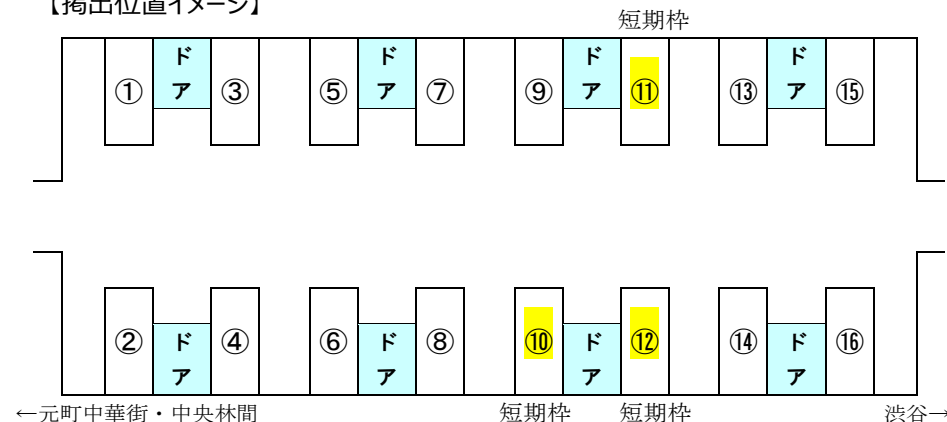 【掲出位置イメージ】
短期枠
① ドア ③ ⑤ ドア ⑦ ⑨ ドア ⑪ ⑬ ドア ⑮
② ドア ④ ⑥ ドア ⑧ ⑩ ドア ⑫ ⑭ ドア ⑯
←元町中華街・中央林間 短期枠 短期枠 渋谷→